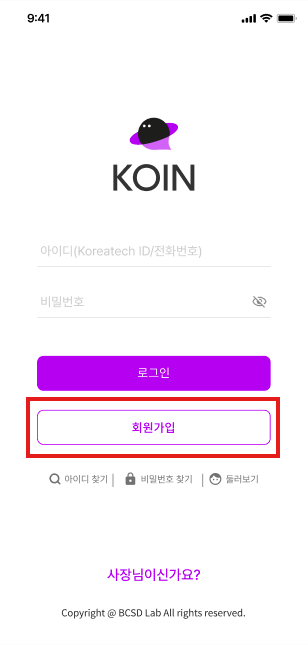 9:41
KOIN
아이디(Koreatech ID/전화번호)
비밀번호
로그인
회원가입
아이디 찾기 | 비밀번호 찾기 | 둘러보기
사장님이신가요?
Copyright @ BCSD Lab All rights reserved.